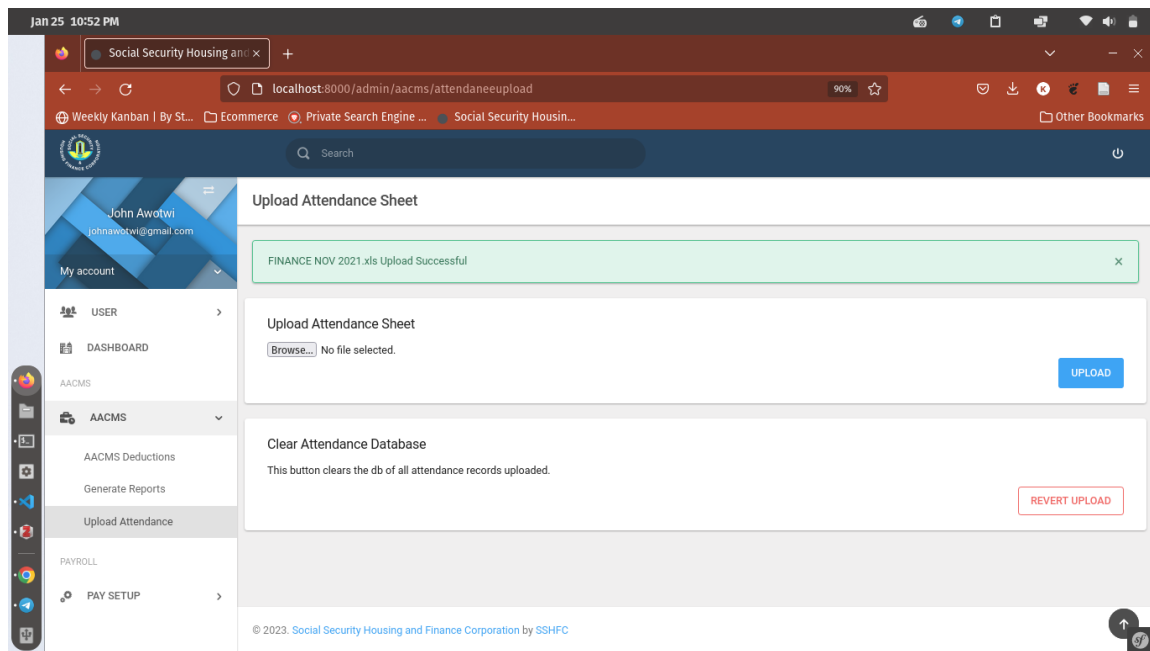 Jan 25 10:52 PM
Social Security Housing and
localhost:8000/admin/aacms/attendaneeupload
90%
Weekly Kanban | By St...
Ecommerce
Private Search Engine ...
Social Security Housin...
Other Bookmarks
Search
John Awotwi
johnawotwi@gmail.com
My account
USER
DASHBOARD
AACMS
AACMS
AACMS Deductions
Generate Reports
Upload Attendance
PAYROLL
PAY SETUP
Upload Attendance Sheet
FINANCE NOV 2021.xls Upload Successful
Upload Attendance Sheet
Browse... No file selected.
UPLOAD
Clear Attendance Database
This button clears the db of all attendance records uploaded.
REVERT UPLOAD
© 2023. Social Security Housing and Finance Corporation by SSHFC